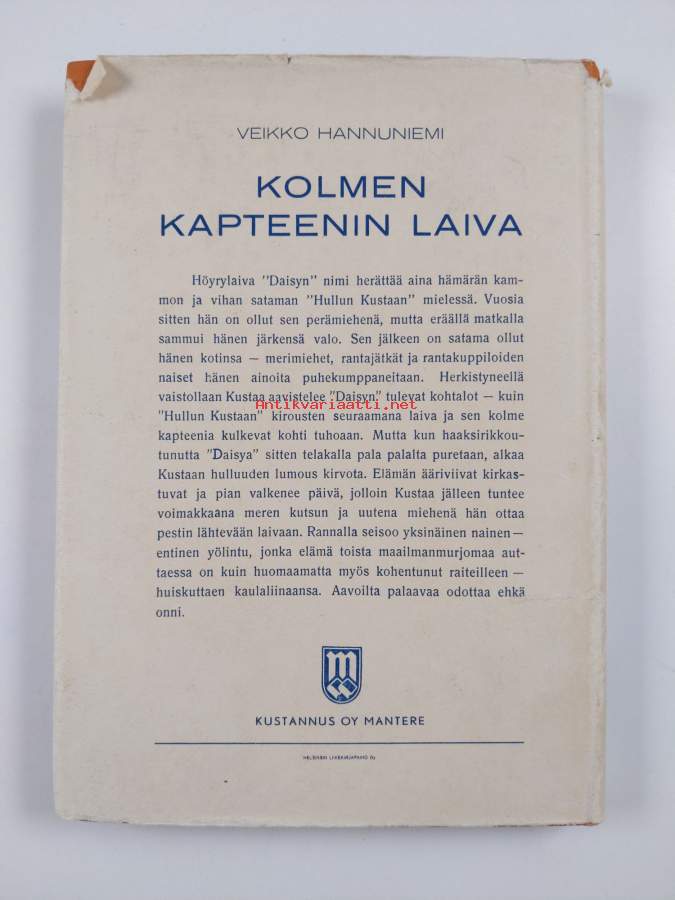 VEIKKO HANNUNIEMI
KOLMEN
KAPTEENIN LAIVA
Höyrylaiva "Daisyn" nimi herättää aina hämärän kam-
mon ja vihan sataman "Hullun Kustaan" mielessä. Vuosia
sitten hän on ollut sen perämiehenä, mutta eräällä matkalla
sammui hänen järkensä valo. Sen jälkeen on satama ollut
hänen kotinsa — merimiehet, rantajätkät ja rantakuppiloiden
naiset hänen ainoita puhekumppaneitaan. Herkistyneellä
vaistollaan Kustaa aavistelee "Daisyn" tulevat kohtalot — kuin
Antikvariaatti.net
"Hullun Kustaan" kirousten seuraamana laiva ja sen kolme
kapteenia kulkevat kohti tuhoaan. Mutta kun haaksirikkou-
tunutta "Daisya" sitten telakalla pala palalta puretaan, alkaa
Kustaan hulluuden lumous kirvota. Elämän ääriviivat kirkas-
tuvat ja pian valkenee päivä, jolloin Kustaa jälleen tuntee
voimakkaana meren kutsun ja uutena miehenä hän ottaa
pestin lähtevään laivaan. Rannalla seisoo yksinäinen nainen —
entinen yölintu, jonka elämä toista maailmanmurjomaa aut-
taessa on kuin huomaamatta myös kohentunut raiteilleen —
huiskuttaen kaulaliinaansa. Aavoilta palaavaa odottaa ehkä
onni.
KUSTANNUS OY MANTERE
HELSINGIN LIIKEKIRJAPAINO Oy